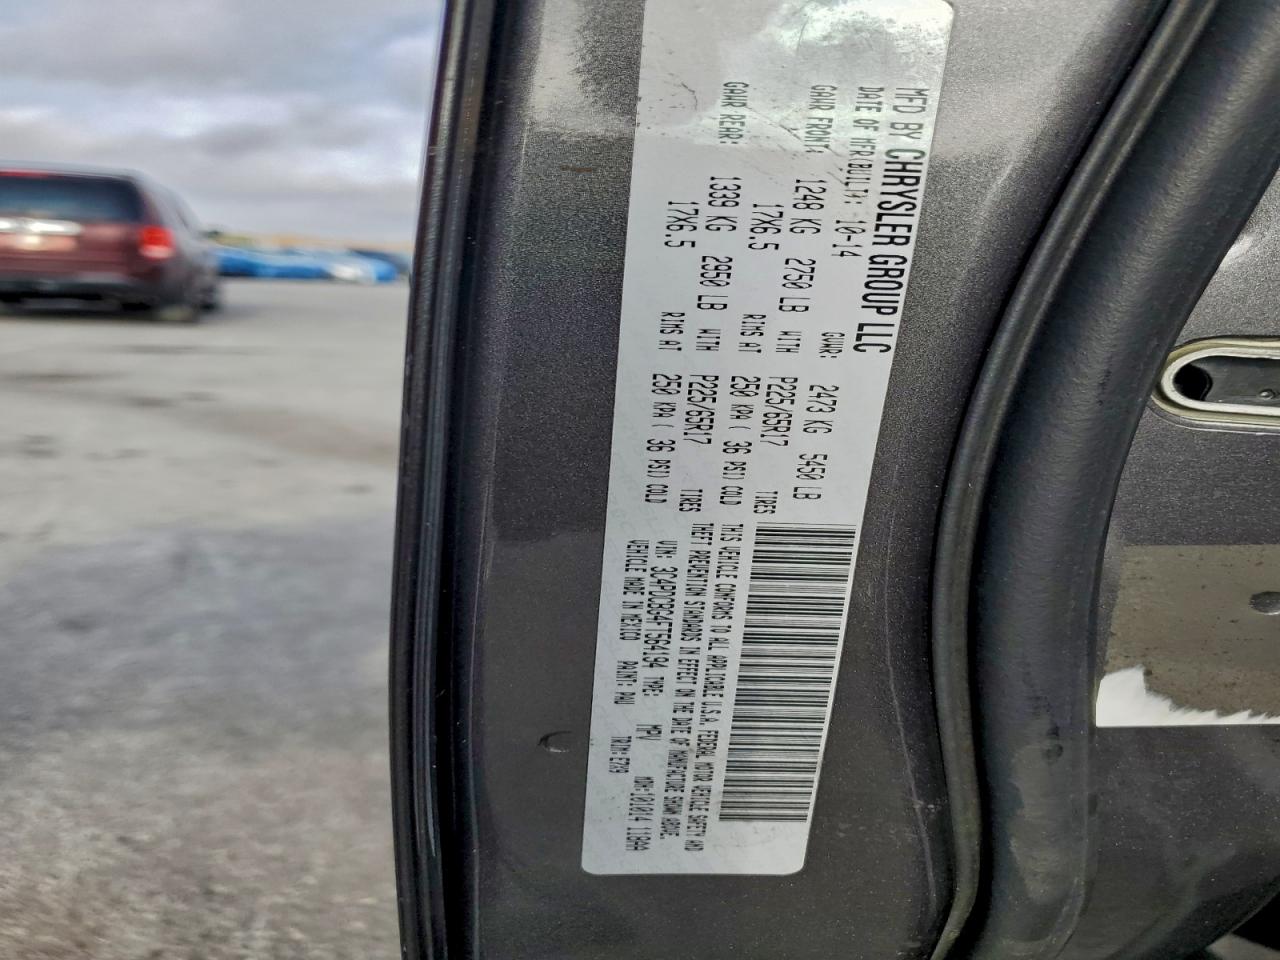 MFD BY CHRYSLER GROUP LLC
DATE OF MFR(BUILT): 10-14 GVWR: 2473 KG 5450 LB
GAWR FRONT: 1248 KG 2750 LB WITH P225/65R17 TIRES
17X6.5 RIMS AT 250 KPA ( 36 PSI) COLD
GAWR REAR: 1339 KG 2950 LB WITH P225/65R17 TIRES
17X6.5 RIMS AT 250 KPA ( 36 PSI) COLD
THIS VEHICLE CONFORMS TO ALL APPLICABLE U.S.A. FEDERAL MOTOR VEHICLE SAFETY AND
THEFT PREVENTION STANDARDS IN EFFECT ON THE DATE OF MANUFACTURE SHOWN ABOVE.
VIN: 3C4PDCBG4FT564194 TYPE: MPV
VEHICLE MADE IN MEXICO PAINT: PAU TRIM: E7X9